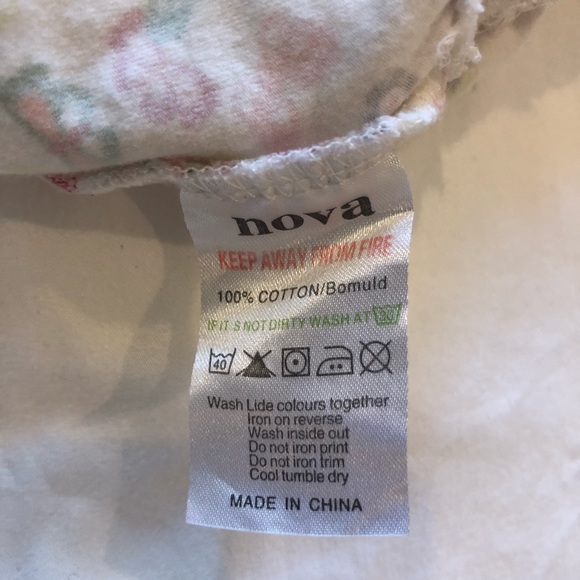 nova
KEEP AWAY FROM FIRE
100% COTTON/Bomuld
IF IT S NOT DIRTY WASH AT 30
40
Wash Lide colours together
Iron on reverse
Wash inside out
Do not iron print
Do not iron trim
Cool tumble dry
MADE IN CHINA